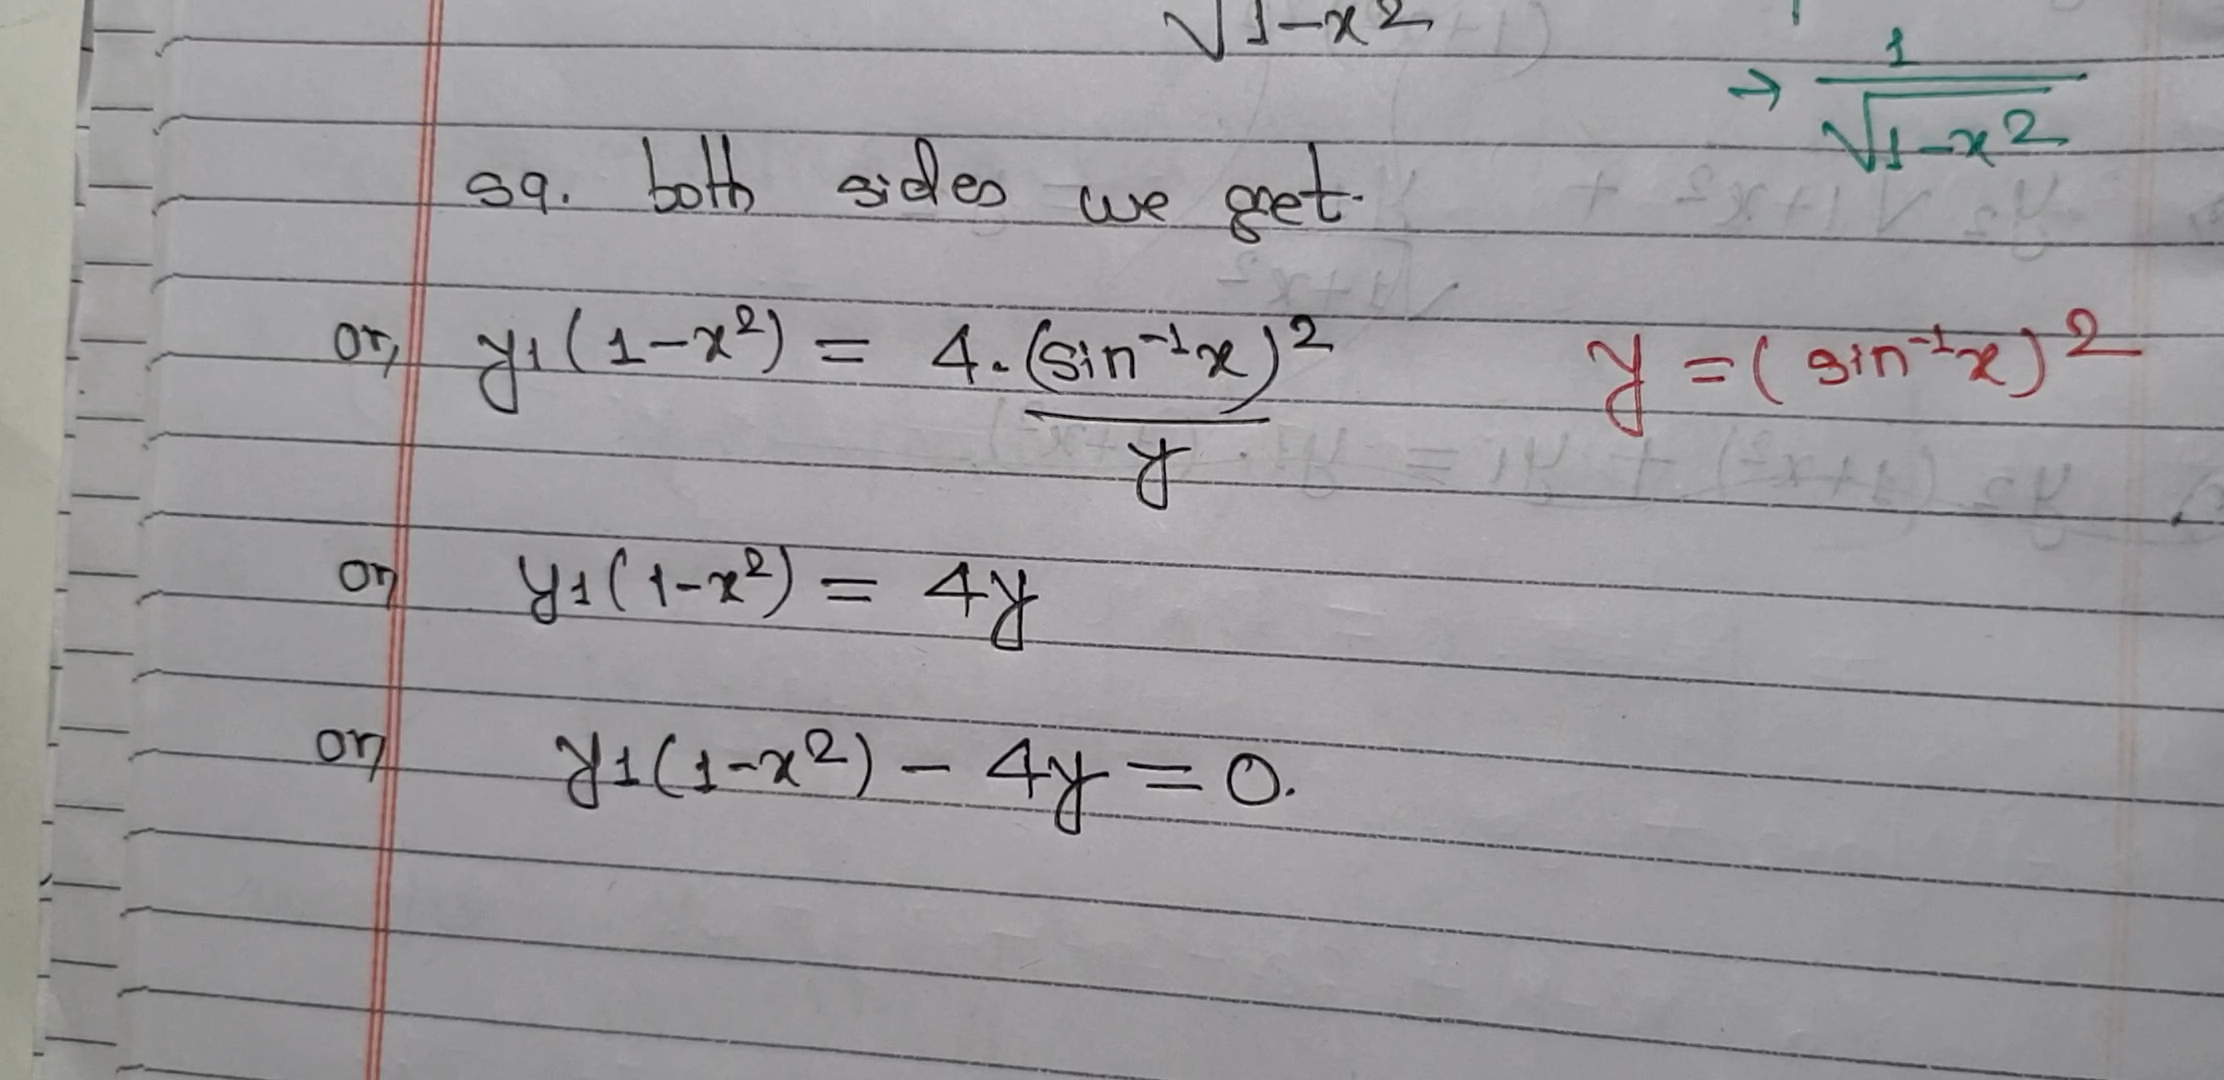 √1-x²
→ 1/√1-x²
sq. both sides we get.
or, y₁(1-x²) = 4.(sin⁻¹x)²
y = (sin⁻¹x)²
y
or y₁(1-x²) = 4y
or y₁(1-x²) - 4y = 0.